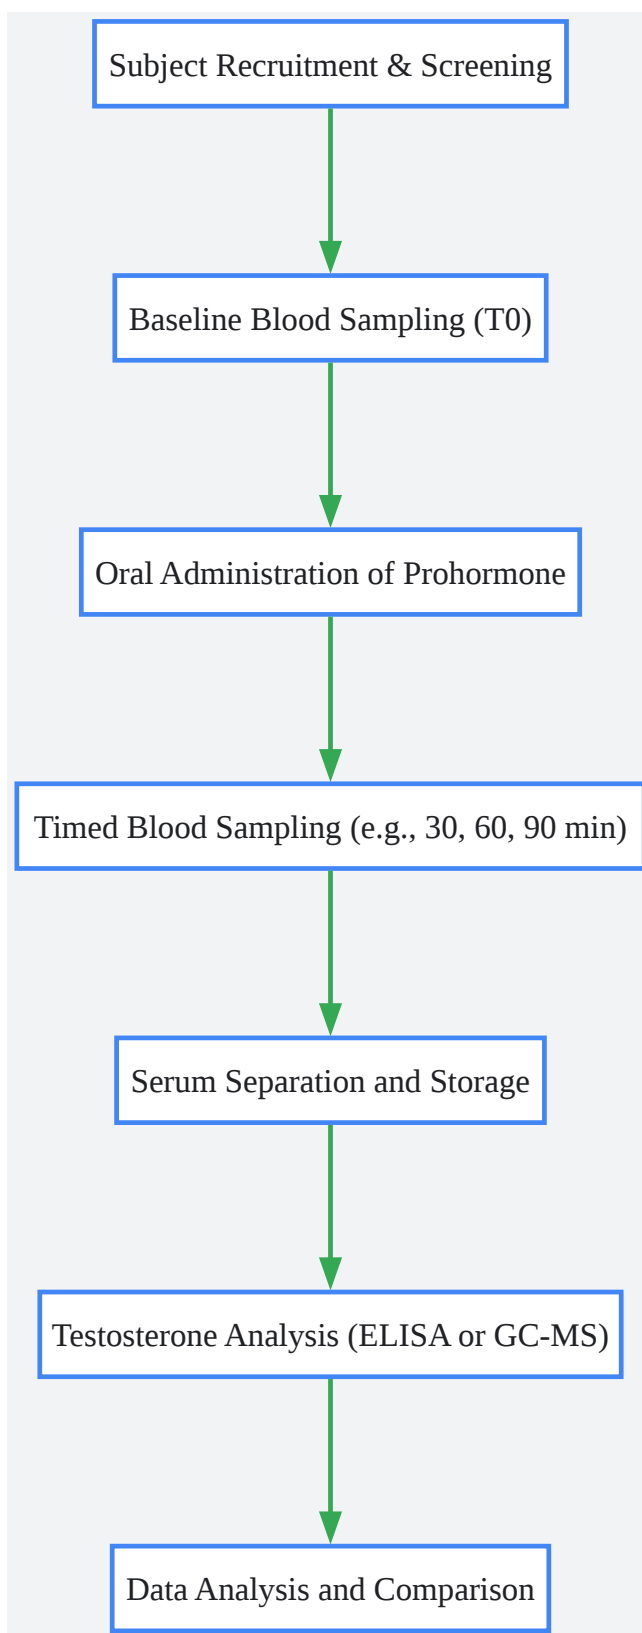 Subject Recruitment & Screening
Baseline Blood Sampling (T0)
Oral Administration of Prohormone
Timed Blood Sampling (e.g., 30, 60, 90 min)
Serum Separation and Storage
Testosterone Analysis (ELISA or GC-MS)
Data Analysis and Comparison